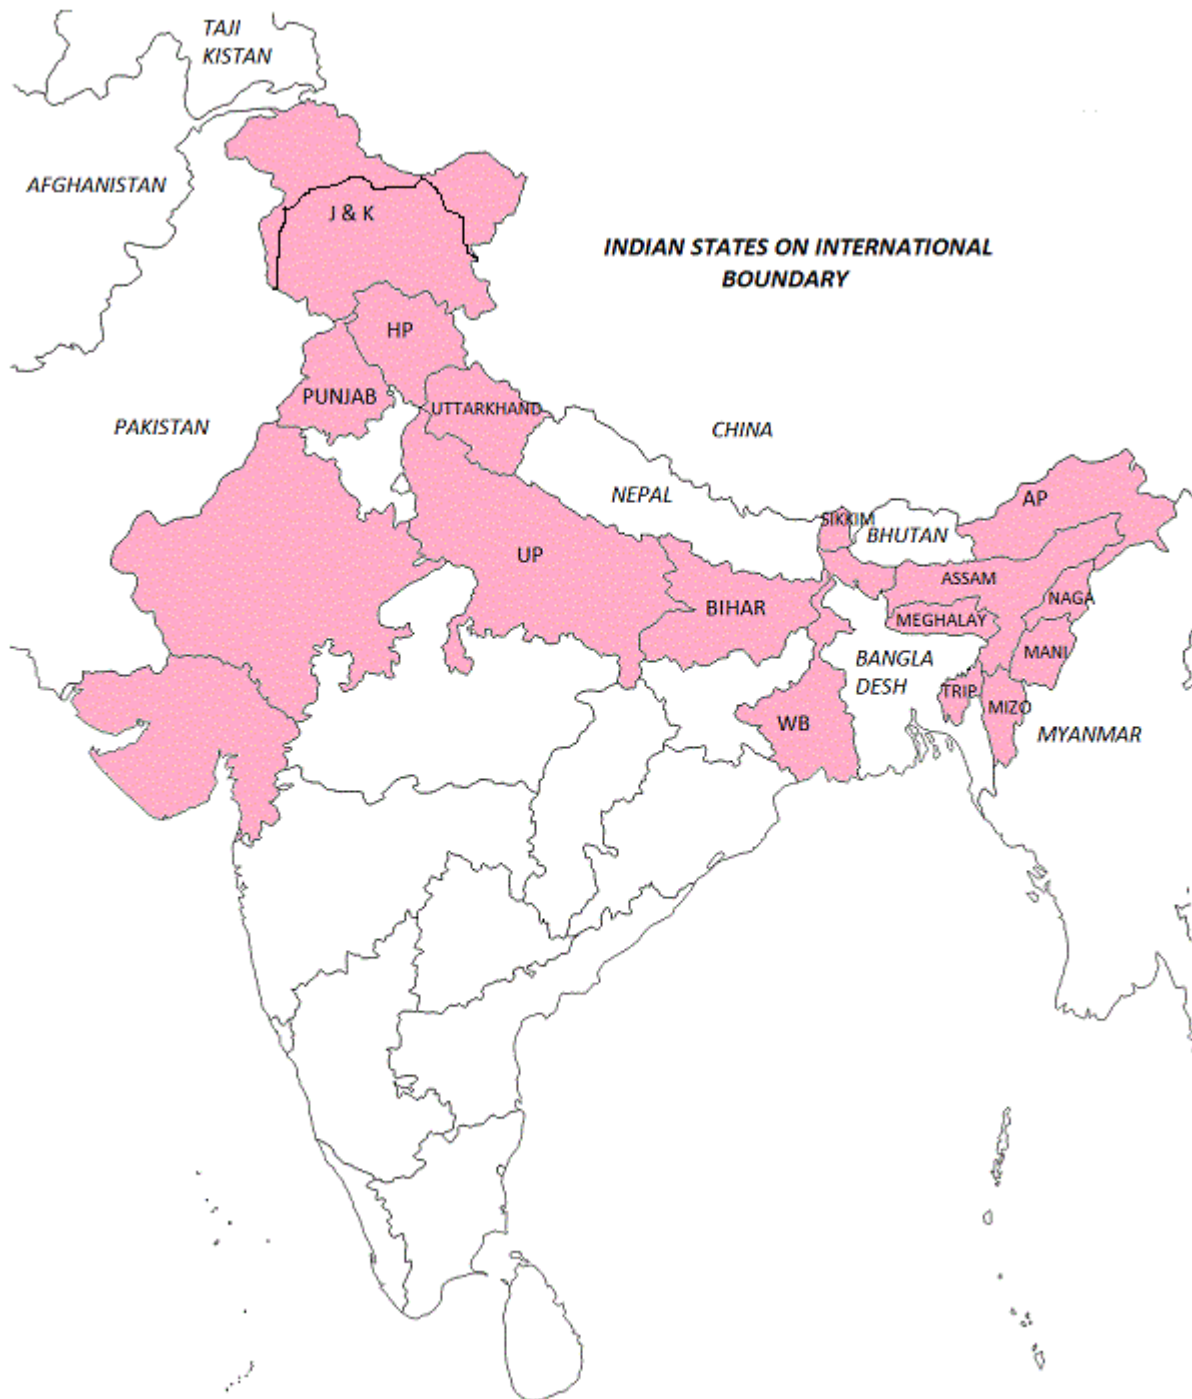 TAJI
KISTAN
AFGHANISTAN
J & K
INDIAN STATES ON INTERNATIONAL
BOUNDARY
HP
PUNJAB
UTTARKHAND
PAKISTAN
CHINA
NEPAL
AP
SIKKIM
BHUTAN
UP
ASSAM
NAGA
BIHAR
MEGHALAY
MANI
BANGLA
DESH
TRIP
MIZO
WB
MYANMAR